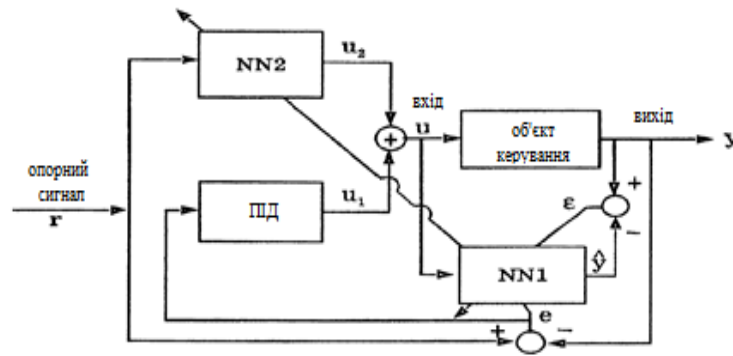 NN2
u₂
вхід
u
об'єкт
керування
вихід
y
опорний
сигнал
r
ПІД
u₁
ε
+
−
NN1
ŷ
e
+
−
+